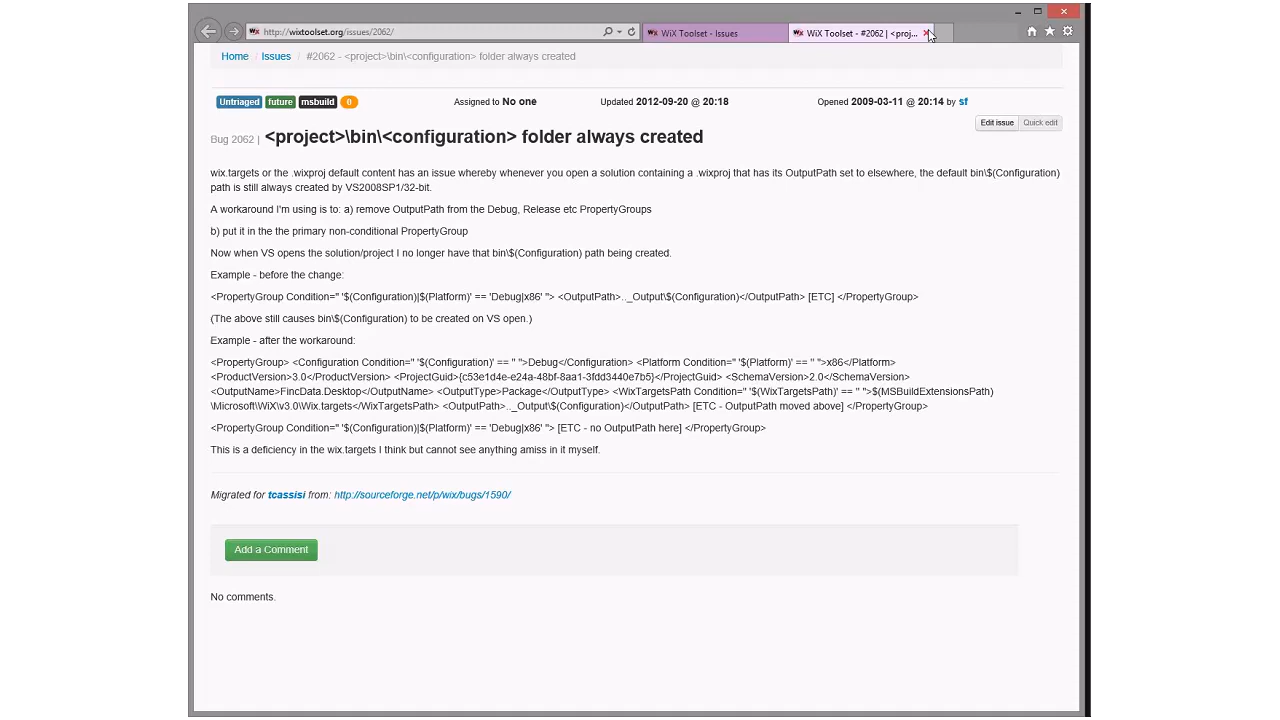 http://wixtoolset.org/issues/2062/
WiX Toolset - Issues
WiX Toolset - #2062 | <proj...
Home / Issues / #2062 - <project>\bin\<configuration> folder always created
Untriaged future msbuild 0
Assigned to No one
Updated 2012-09-20 @ 20:18
Opened 2009-03-11 @ 20:14 by sf
Edit issue Quick edit
Bug 2062 | <project>\bin\<configuration> folder always created
wix.targets or the .wixproj default content has an issue whereby whenever you open a solution containing a .wixproj that has its OutputPath set to elsewhere, the default bin\$(Configuration)
path is still always created by VS2008SP1/32-bit.
A workaround I'm using is to: a) remove OutputPath from the Debug, Release etc PropertyGroups
b) put it in the the primary non-conditional PropertyGroup
Now when VS opens the solution/project I no longer have that bin\$(Configuration) path being created.
Example - before the change:
<PropertyGroup Condition=" '$(Configuration)|$(Platform)' == 'Debug|x86' "> <OutputPath>.._Output\$(Configuration)</OutputPath> [ETC] </PropertyGroup>
(The above still causes bin\$(Configuration) to be created on VS open.)
Example - after the workaround:
<PropertyGroup> <Configuration Condition=" '$(Configuration)' == '' ">Debug</Configuration> <Platform Condition=" '$(Platform)' == '' ">x86</Platform>
<ProductVersion>3.0</ProductVersion> <ProjectGuid>{c53e1d4e-e24a-48bf-8aa1-3fdd3440e7b5}</ProjectGuid> <SchemaVersion>2.0</SchemaVersion>
<OutputName>FincData.Desktop</OutputName> <OutputType>Package</OutputType> <WixTargetsPath Condition=" '$(WixTargetsPath)' == '' ">$(MSBuildExtensionsPath)
\Microsoft\WiX\v3.0\Wix.targets</WixTargetsPath> <OutputPath>.._Output\$(Configuration)</OutputPath> [ETC - OutputPath moved above] </PropertyGroup>
<PropertyGroup Condition=" '$(Configuration)|$(Platform)' == 'Debug|x86' "> [ETC - no OutputPath here] </PropertyGroup>
This is a deficiency in the wix.targets I think but cannot see anything amiss in it myself.
Migrated for tcassisi from: http://sourceforge.net/p/wix/bugs/1590/
Add a Comment
No comments.